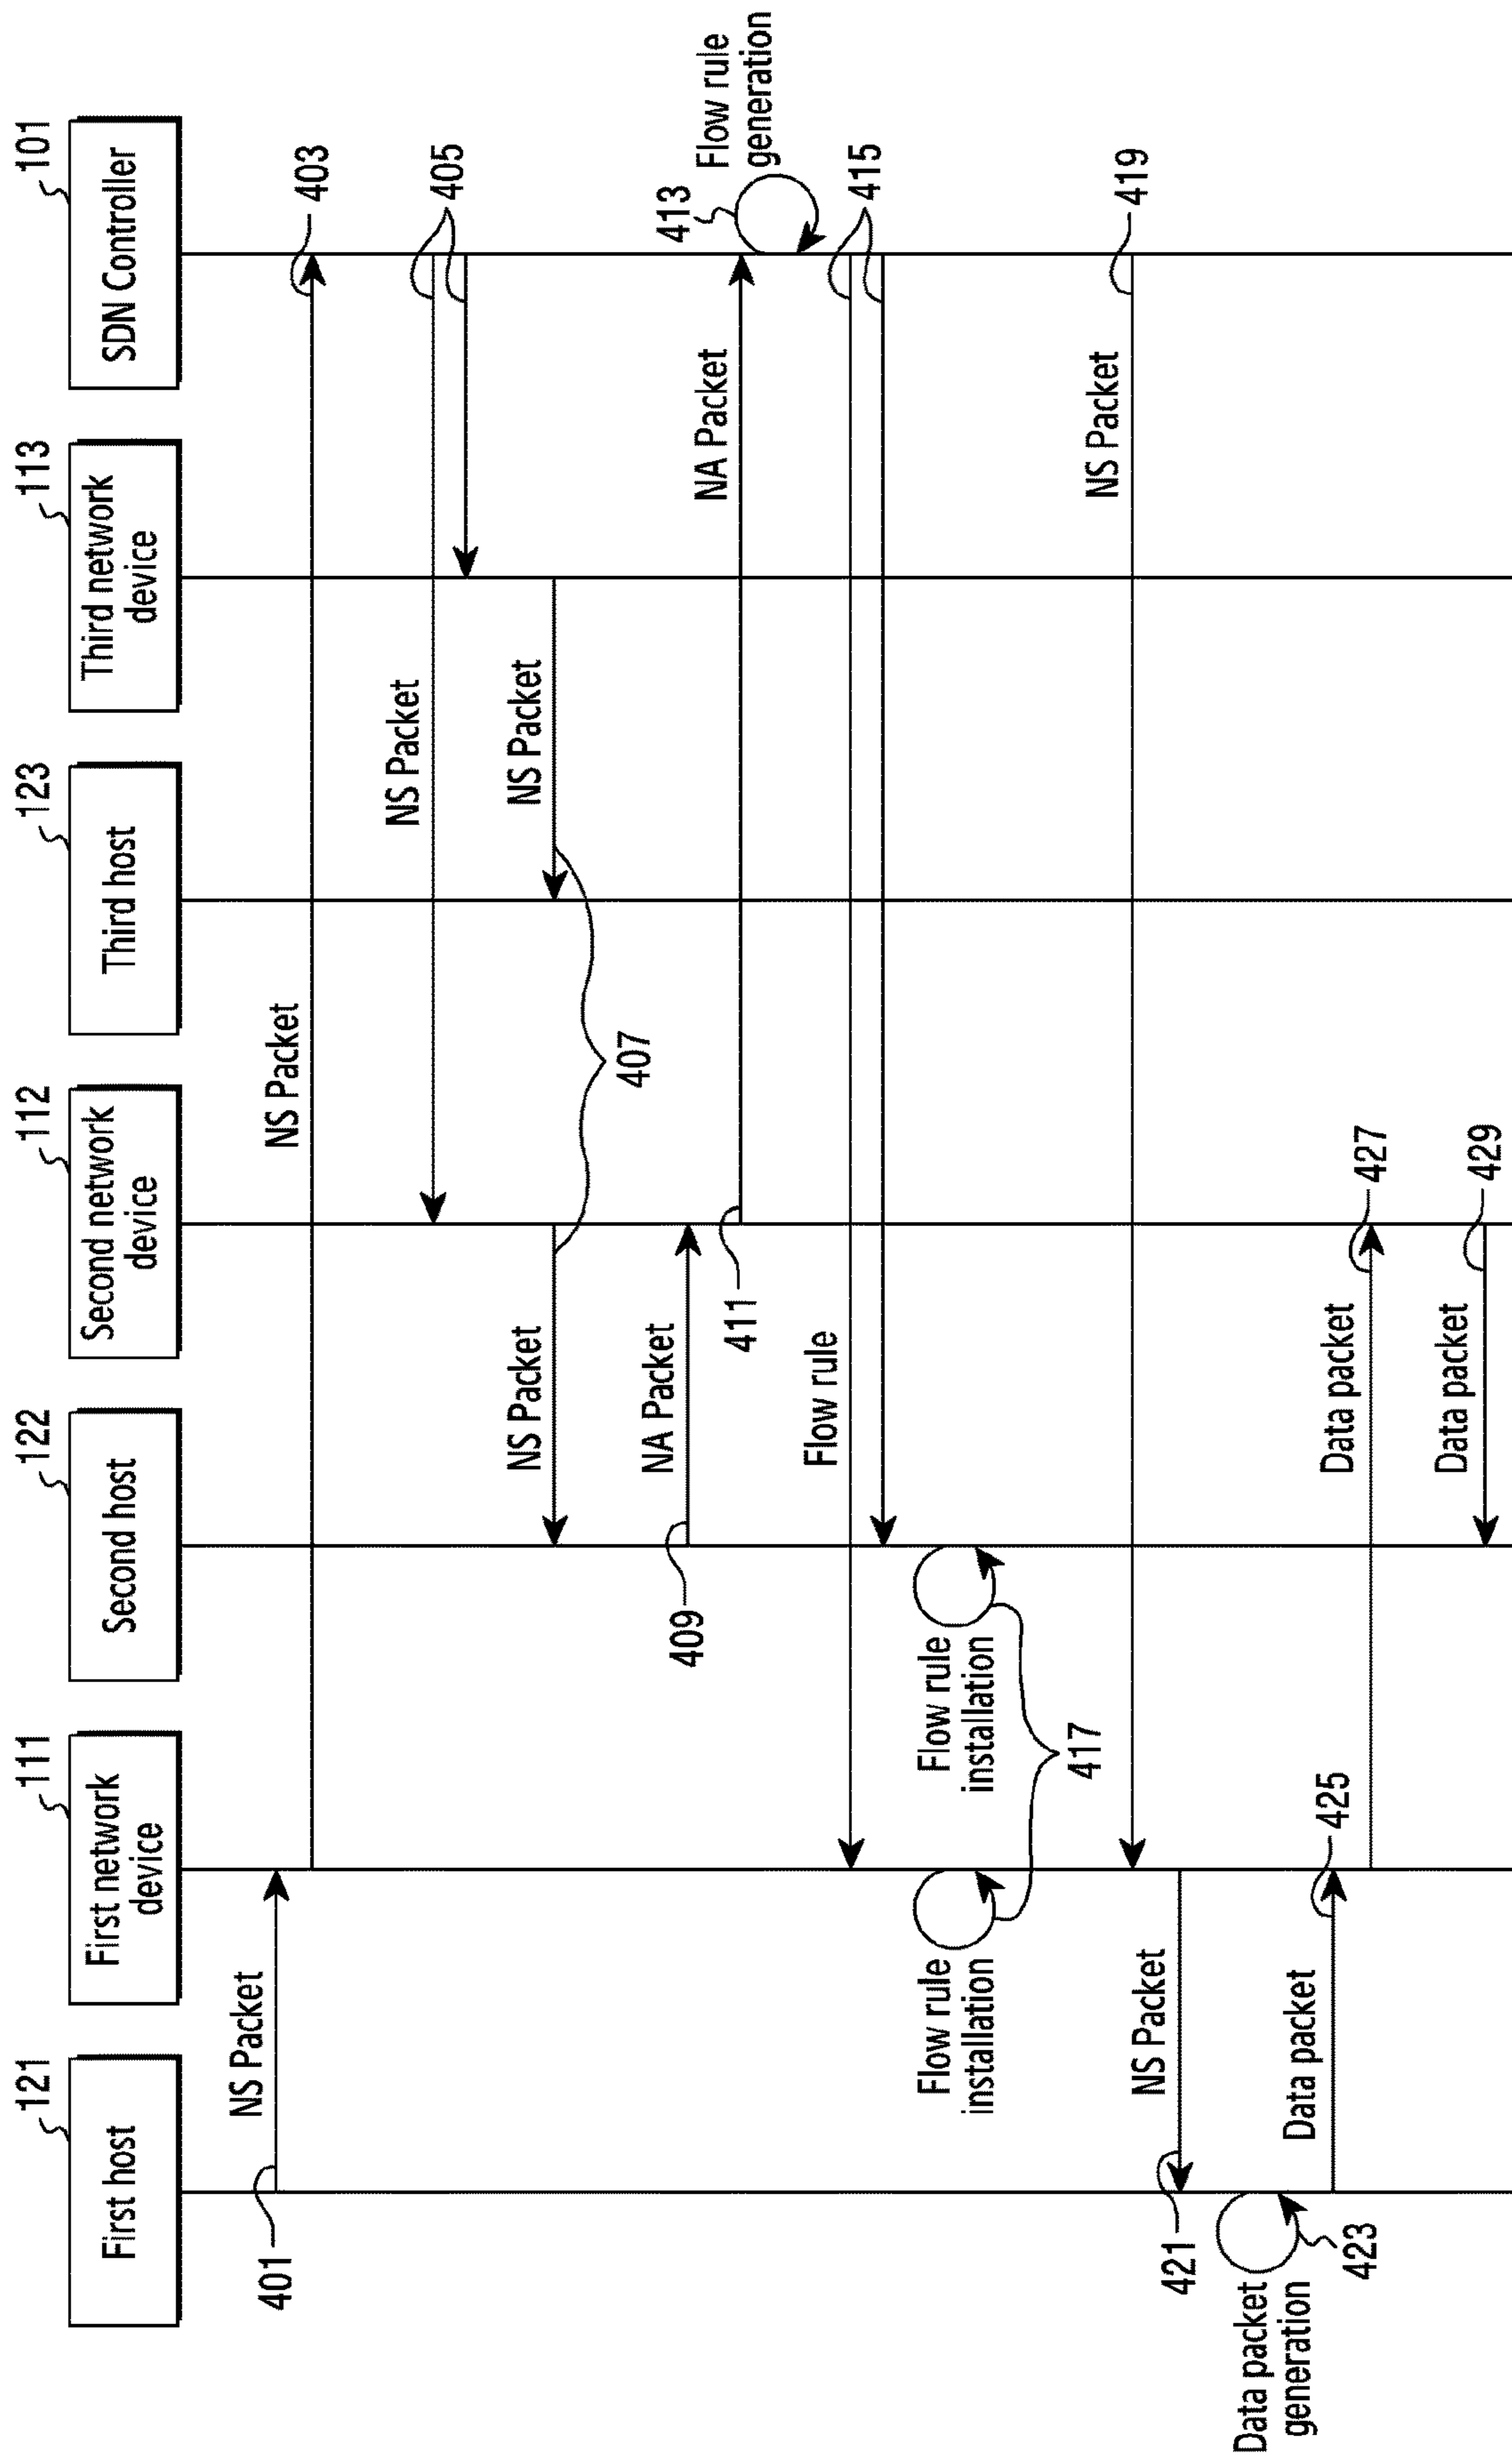 121
111
122
112
123
113
101
First host
First network
device
Second host
Second network
device
Third host
Third network
device
SDN Controller
401
NS Packet
NS Packet
403
NS Packet
405
NS Packet
NS Packet
407
409
NA Packet
411
NA Packet
413
Flow rule
generation
Flow rule
415
Flow rule
installation
Flow rule
installation
417
NS Packet
419
421
NS Packet
Data packet
generation
423
Data packet
425
Data packet
427
Data packet
429